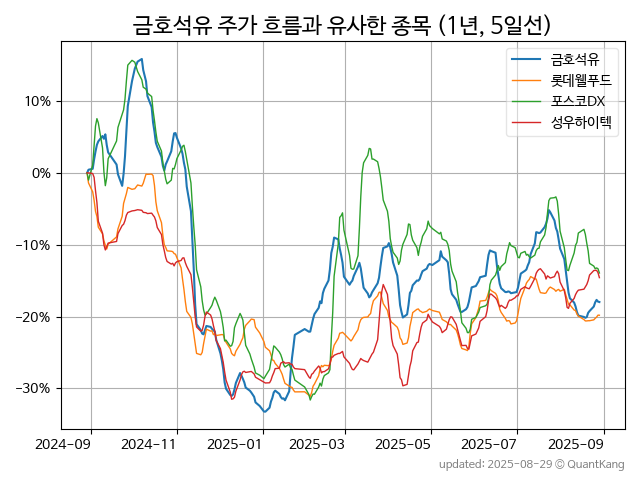 금호석유 주가 흐름과 유사한 종목 (1년, 5일선)
금호석유
롯데웰푸드
포스코DX
성우하이텍
10%
0%
−10%
−20%
−30%
2024-09 2024-11 2025-01 2025-03 2025-05 2025-07 2025-09
updated: 2025-08-29 © QuantKang